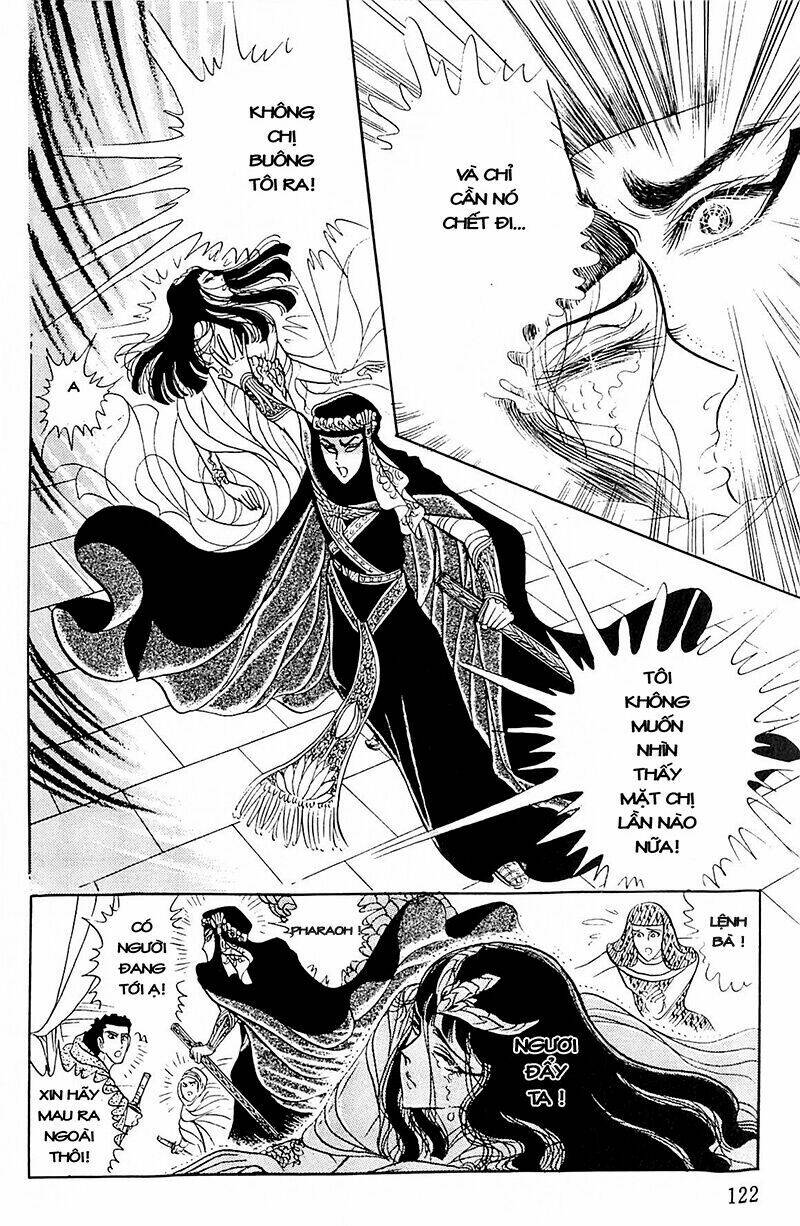 VÀ CHỈ
CẦN NÓ
CHẾT ĐI...
KHÔNG,
CHỊ
BUÔNG
TÔI RA!
A
TÔI
KHÔNG
MUỐN
NHÌN
THẤY
MẶT CHỊ
LẦN NÀO
NỮA!
CÓ
NGƯỜI
ĐANG
TỚI Ạ!
XIN HÃY
MAU RA
NGOÀI
THÔI!
PHARAOH !
NGƯƠI
ĐẨY
TA !
LỆNH
BÀ !
122